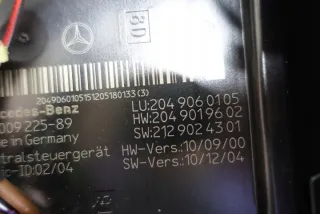 3D
2049060105151205180133(3)
cedes-Benz
LU:204 906 01 05
009 225-89
HW:204 901 96 02
e in Germany
SW:212 902 43 01
tralsteuergerät
HW-Vers.:10/09/00
ic-ID:02/04
SW-Vers.:10/12/04